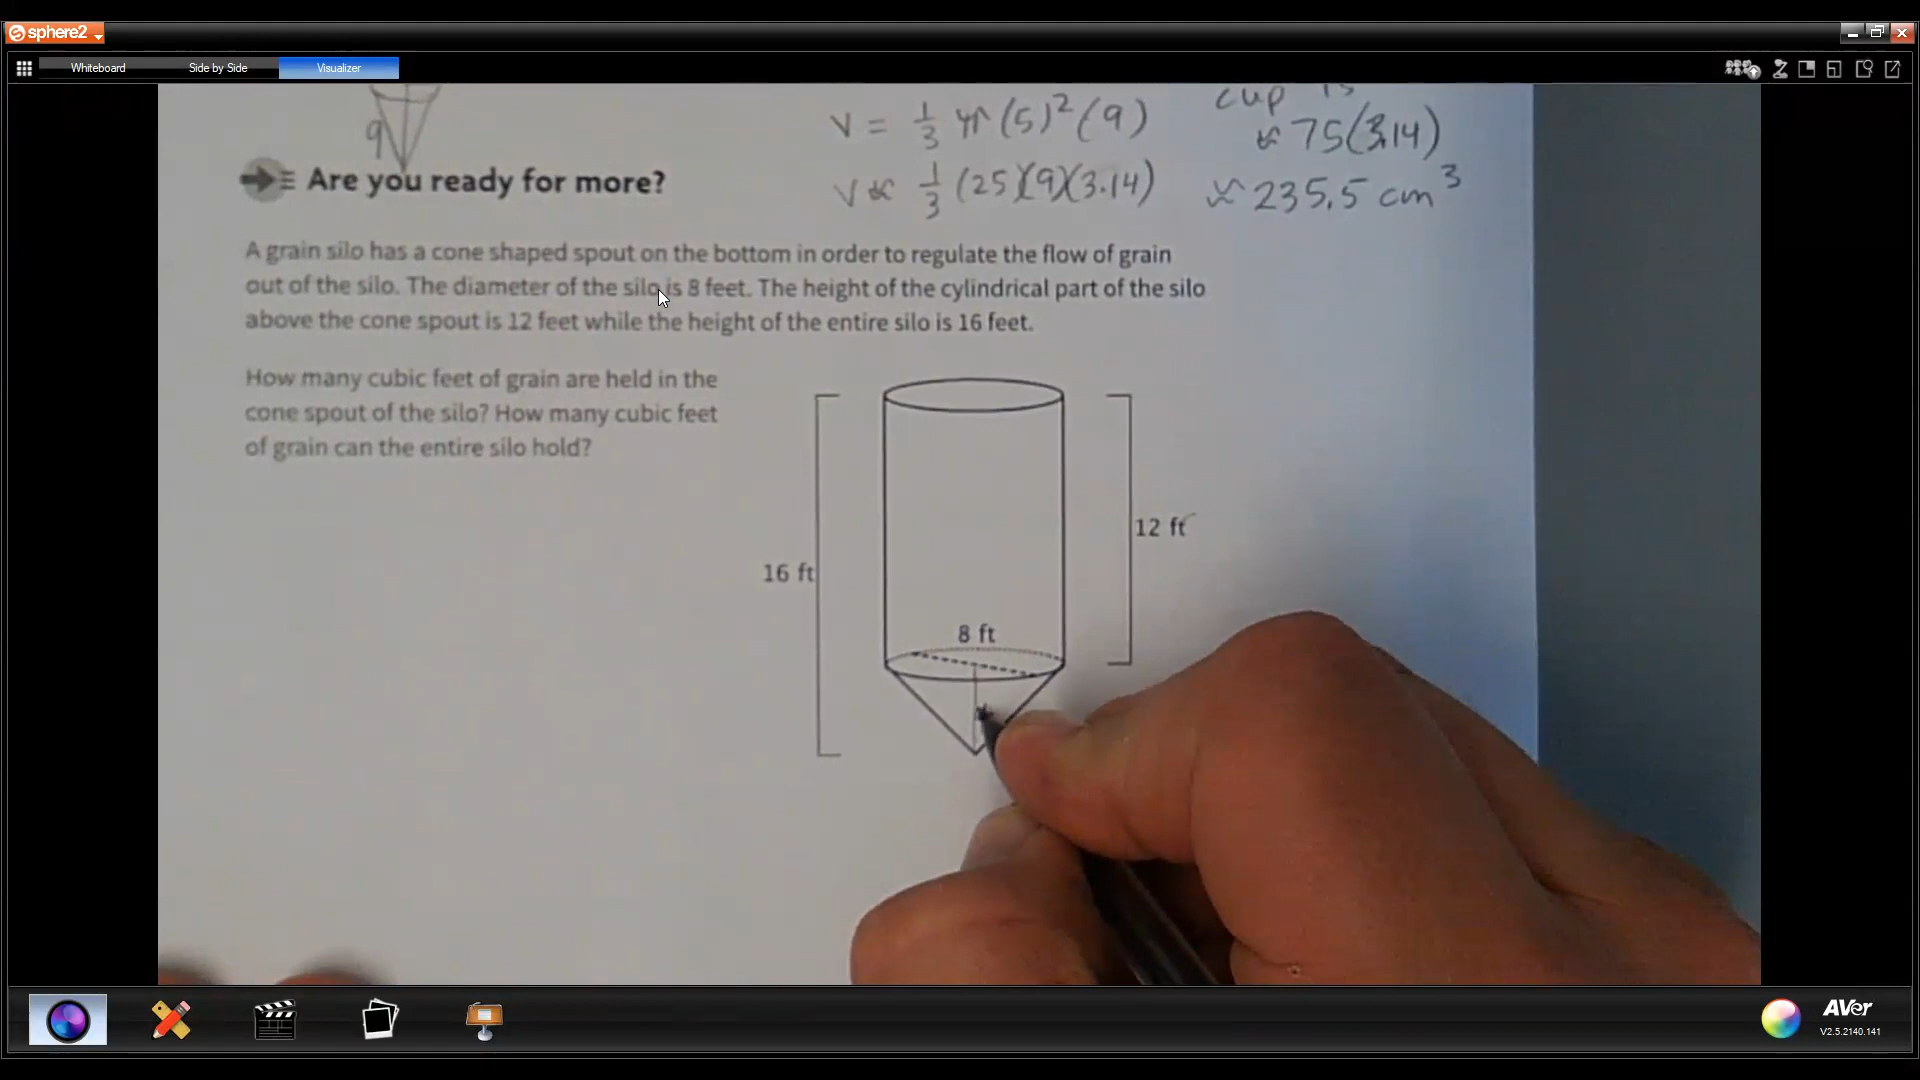 sphere2
Whiteboard Side by Side Visualizer
9
V = 1/3 π(5)²(9)
V ≈ 1/3 (25)(9)(3.14)
cup is
≈ 75(3.14)
≈ 235.5 cm³
Are you ready for more?
A grain silo has a cone shaped spout on the bottom in order to regulate the flow of grain
out of the silo. The diameter of the silo is 8 feet. The height of the cylindrical part of the silo
above the cone spout is 12 feet while the height of the entire silo is 16 feet.
How many cubic feet of grain are held in the
cone spout of the silo? How many cubic feet
of grain can the entire silo hold?
12 ft
16 ft
8 ft
AVer
V2.5.2140.141